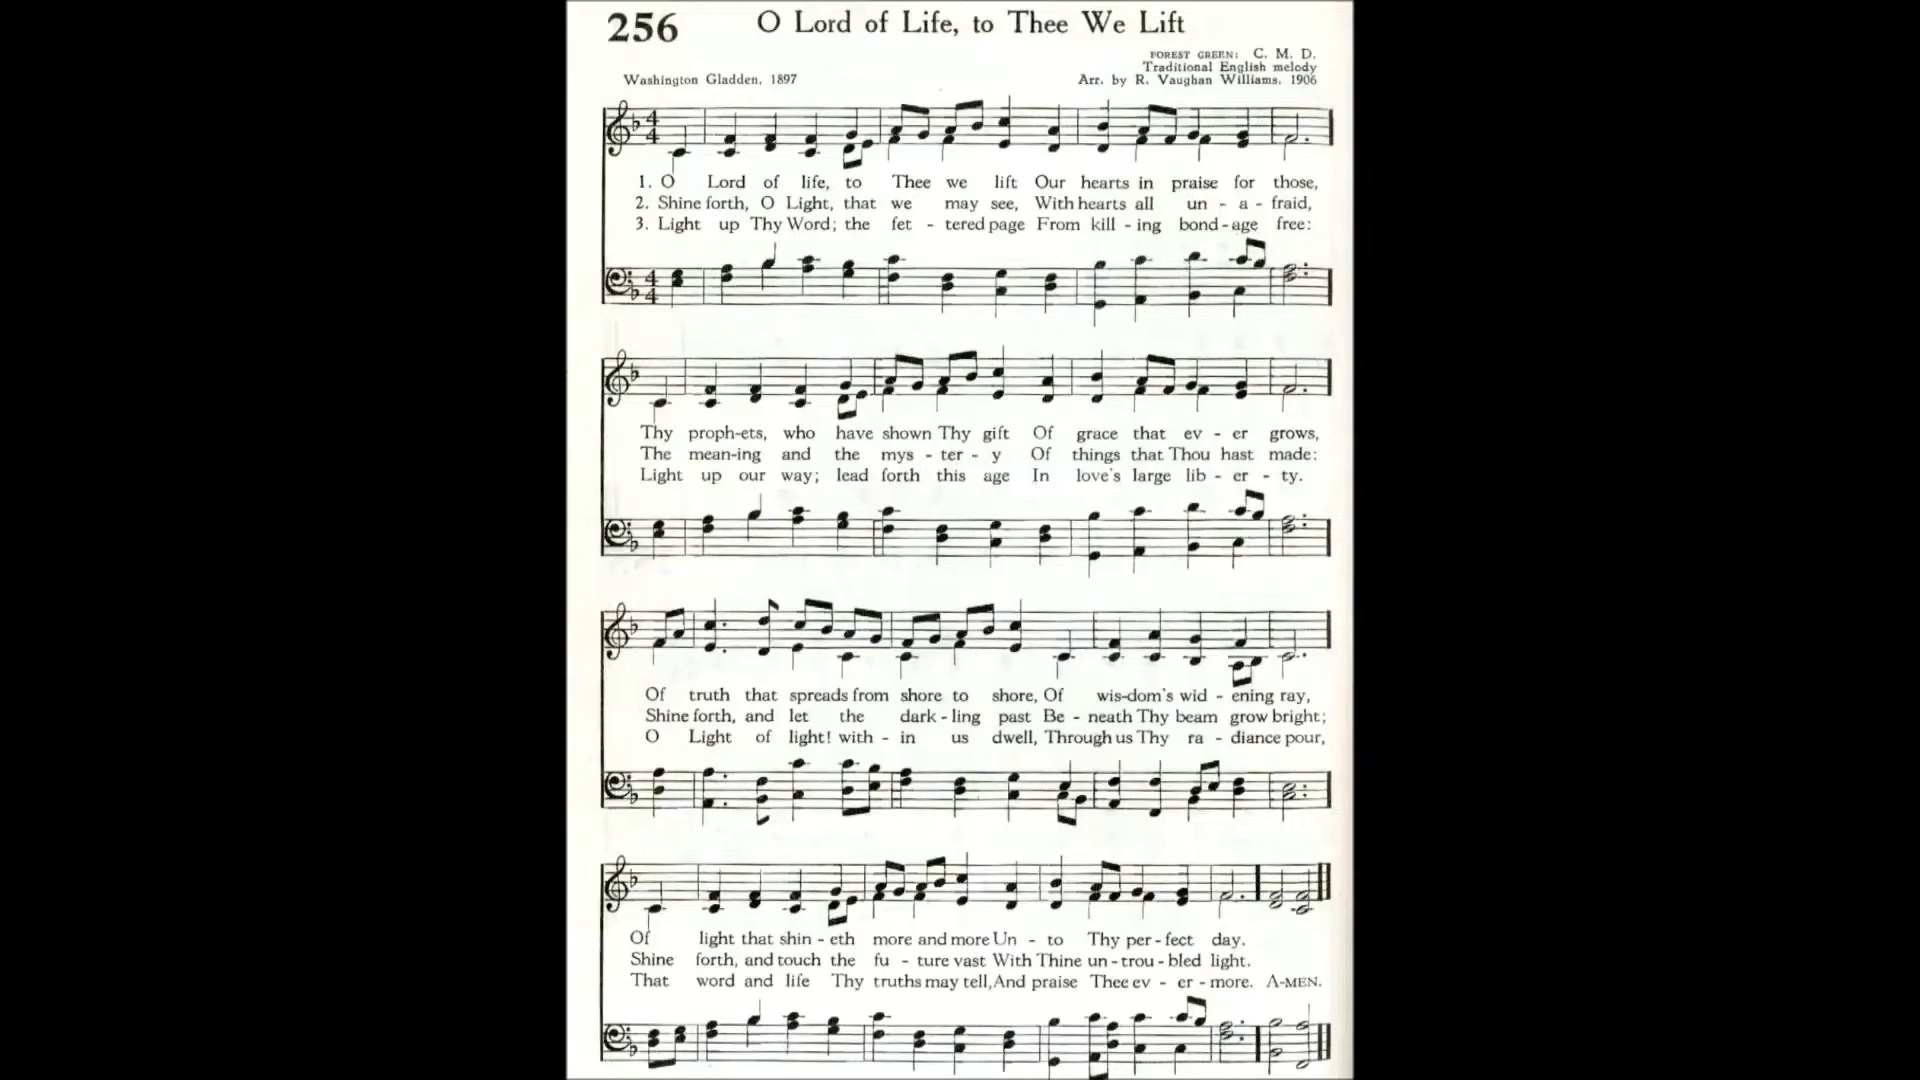 256
O Lord of Life, to Thee We Lift
FOREST GREEN: C. M. D.
Traditional English melody
Washington Gladden, 1897
Arr. by R. Vaughan Williams, 1906
4
4
1. O Lord of life, to Thee we lift Our hearts in praise for those,
2. Shine forth, O Light, that we may see, With hearts all un - a - fraid,
3. Light up Thy Word; the fet - tered page From kill - ing bond - age free:
4
4
Thy proph-ets, who have shown Thy gift Of grace that ev - er grows,
The mean-ing and the mys - ter - y Of things that Thou hast made:
Light up our way; lead forth this age In love's large lib - er - ty.
Of truth that spreads from shore to shore, Of wis-dom's wid - ening ray,
Shine forth, and let the dark - ling past Be - neath Thy beam grow bright;
O Light of light! with - in us dwell, Through us Thy ra - diance pour,
Of light that shin - eth more and more Un - to Thy per - fect day.
Shine forth, and touch the fu - ture vast With Thine un - trou - bled light.
That word and life Thy truths may tell, And praise Thee ev - er - more. A-MEN.